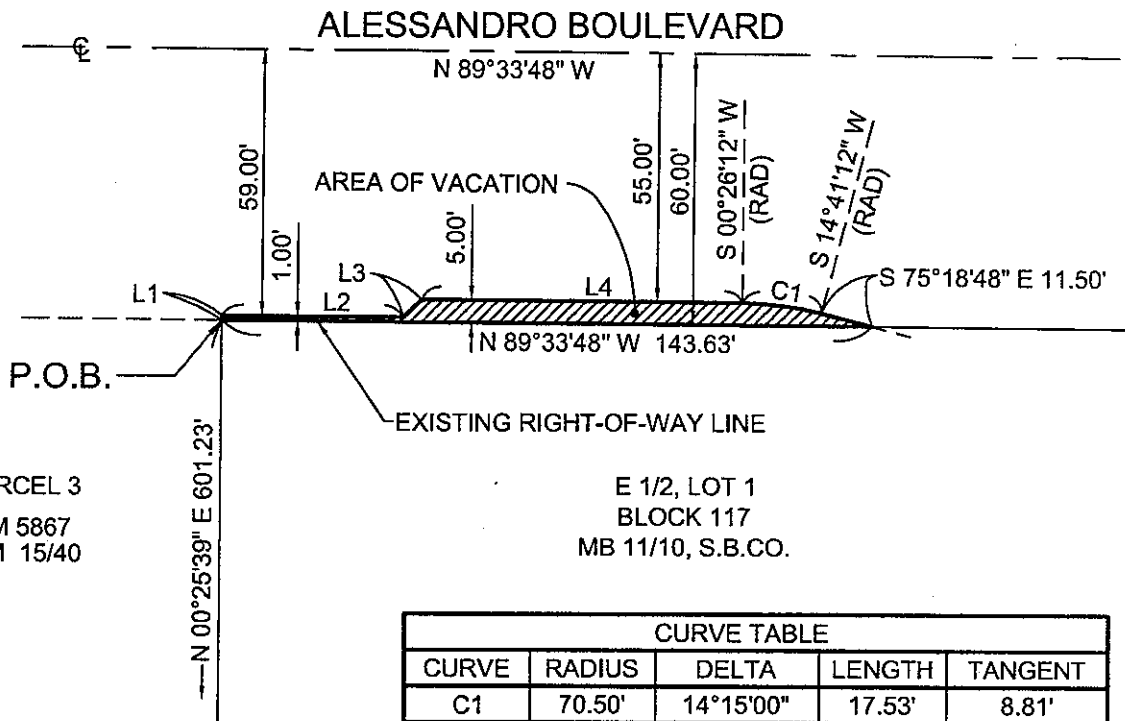 ALESSANDRO BOULEVARD
℄
N 89°33'48" W
59.00'
1.00'
AREA OF VACATION
5.00'
55.00'
60.00'
S 00°26'12" W
(RAD)
S 14°41'12" W
(RAD)
L1
L2
L3
L4
C1
S 75°18'48" E 11.50'
N 89°33'48" W 143.63'
P.O.B.
EXISTING RIGHT-OF-WAY LINE
N 00°25'39" E 601.23'
RCEL 3
M 5867
15/40
E 1/2, LOT 1
BLOCK 117
MB 11/10, S.B.CO.
CURVE TABLE
CURVE RADIUS DELTA LENGTH TANGENT
C1 70.50' 14°15'00" 17.53' 8.81'